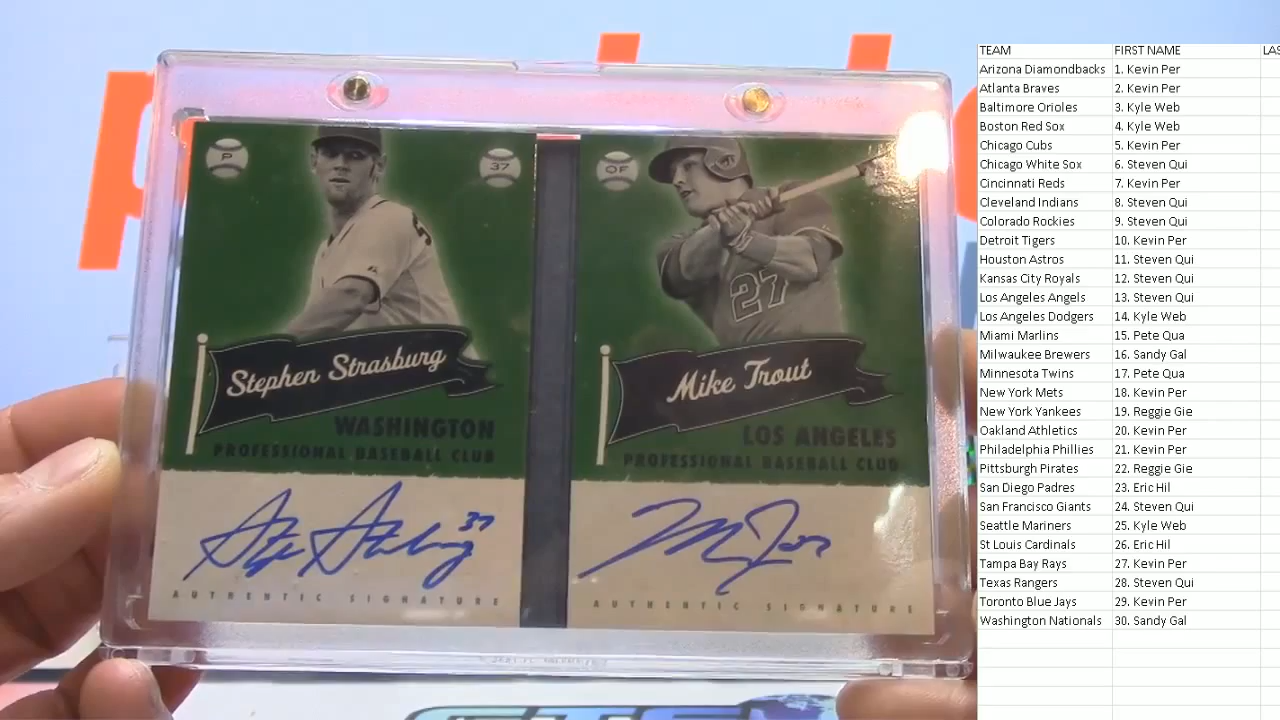 P
37
OF
27
Stephen Strasburg
WASHINGTON
PROFESSIONAL BASEBALL CLUB
37
AUTHENTIC SIGNATURE
Mike Trout
LOS ANGELES
PROFESSIONAL BASEBALL CLUB
AUTHENTIC SIGNATURE
TEAM FIRST NAME LAS
Arizona Diamondbacks 1. Kevin Per
Atlanta Braves 2. Kevin Per
Baltimore Orioles 3. Kyle Web
Boston Red Sox 4. Kyle Web
Chicago Cubs 5. Kevin Per
Chicago White Sox 6. Steven Qui
Cincinnati Reds 7. Kevin Per
Cleveland Indians 8. Steven Qui
Colorado Rockies 9. Steven Qui
Detroit Tigers 10. Kevin Per
Houston Astros 11. Steven Qui
Kansas City Royals 12. Steven Qui
Los Angeles Angels 13. Steven Qui
Los Angeles Dodgers 14. Kyle Web
Miami Marlins 15. Pete Qua
Milwaukee Brewers 16. Sandy Gal
Minnesota Twins 17. Pete Qua
New York Mets 18. Kevin Per
New York Yankees 19. Reggie Gie
Oakland Athletics 20. Kevin Per
Philadelphia Phillies 21. Kevin Per
Pittsburgh Pirates 22. Reggie Gie
San Diego Padres 23. Eric Hil
San Francisco Giants 24. Steven Qui
Seattle Mariners 25. Kyle Web
St Louis Cardinals 26. Eric Hil
Tampa Bay Rays 27. Kevin Per
Texas Rangers 28. Steven Qui
Toronto Blue Jays 29. Kevin Per
Washington Nationals 30. Sandy Gal